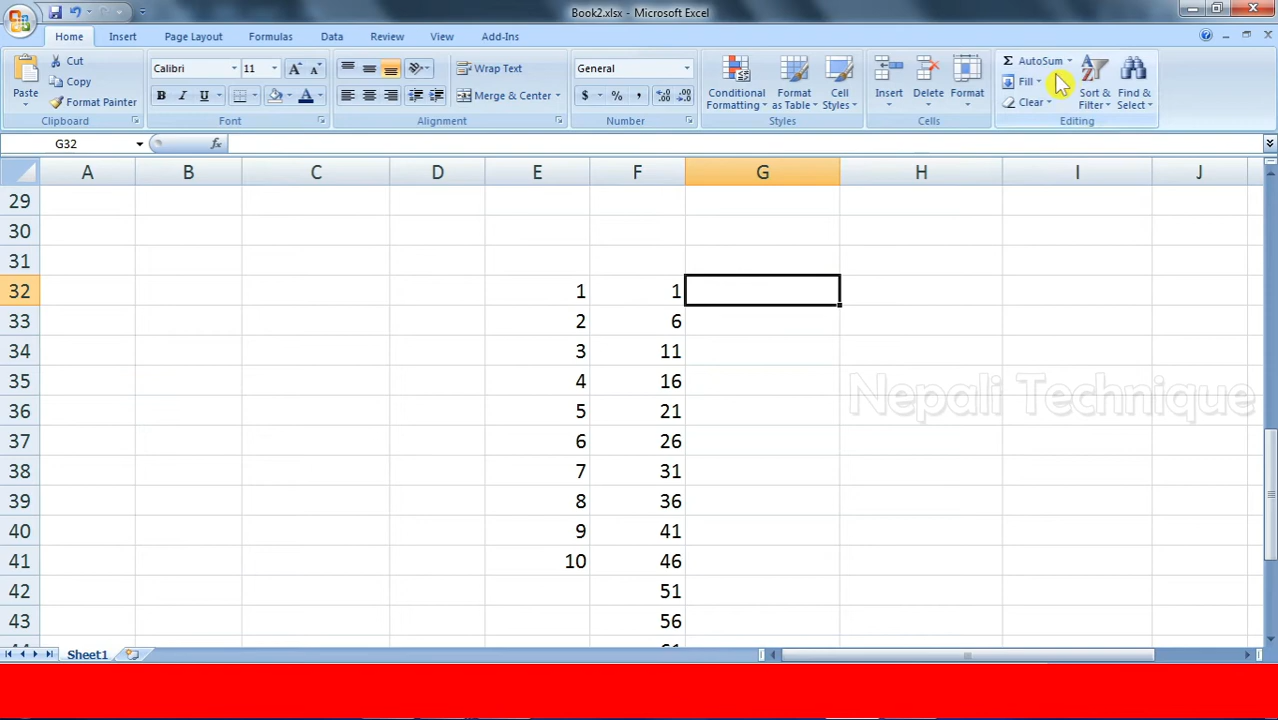 Book2.xlsx - Microsoft Excel
Home Insert Page Layout Formulas Data Review View Add-Ins
Paste
Cut
Copy
Format Painter
Clipboard
Calibri 11
B I U
Font
Wrap Text
Merge & Center
Alignment
General
$ % ,
Number
Conditional Formatting
Format as Table
Cell Styles
Styles
Insert
Delete
Format
Cells
Σ AutoSum
Fill
Clear
Sort & Filter
Find & Select
Editing
G32 fx
A B C D E F G H I J
29
30
31
32 1 1
33 2 6
34 3 11
35 4 16
36 5 21
37 6 26
38 7 31
39 8 36
40 9 41
41 10 46
42 51
43 56
Nepali Technique
Sheet1